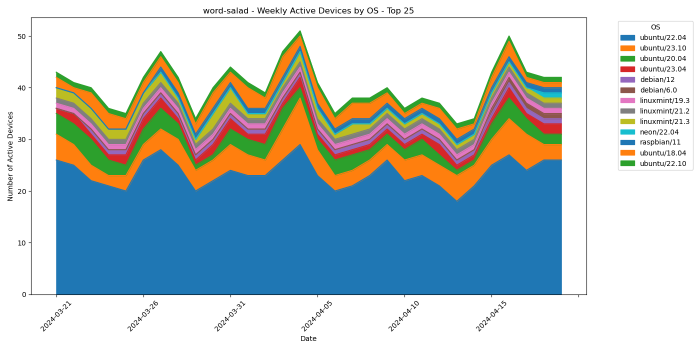 word-salad - Weekly Active Devices by OS - Top 25
Number of Active Devices
50
40
30
20
10
0
2024-03-21
2024-03-26
2024-03-31
2024-04-05
2024-04-10
2024-04-15
Date
OS
ubuntu/22.04
ubuntu/23.10
ubuntu/20.04
ubuntu/23.04
debian/12
debian/6.0
linuxmint/19.3
linuxmint/21.2
linuxmint/21.3
neon/22.04
raspbian/11
ubuntu/18.04
ubuntu/22.10